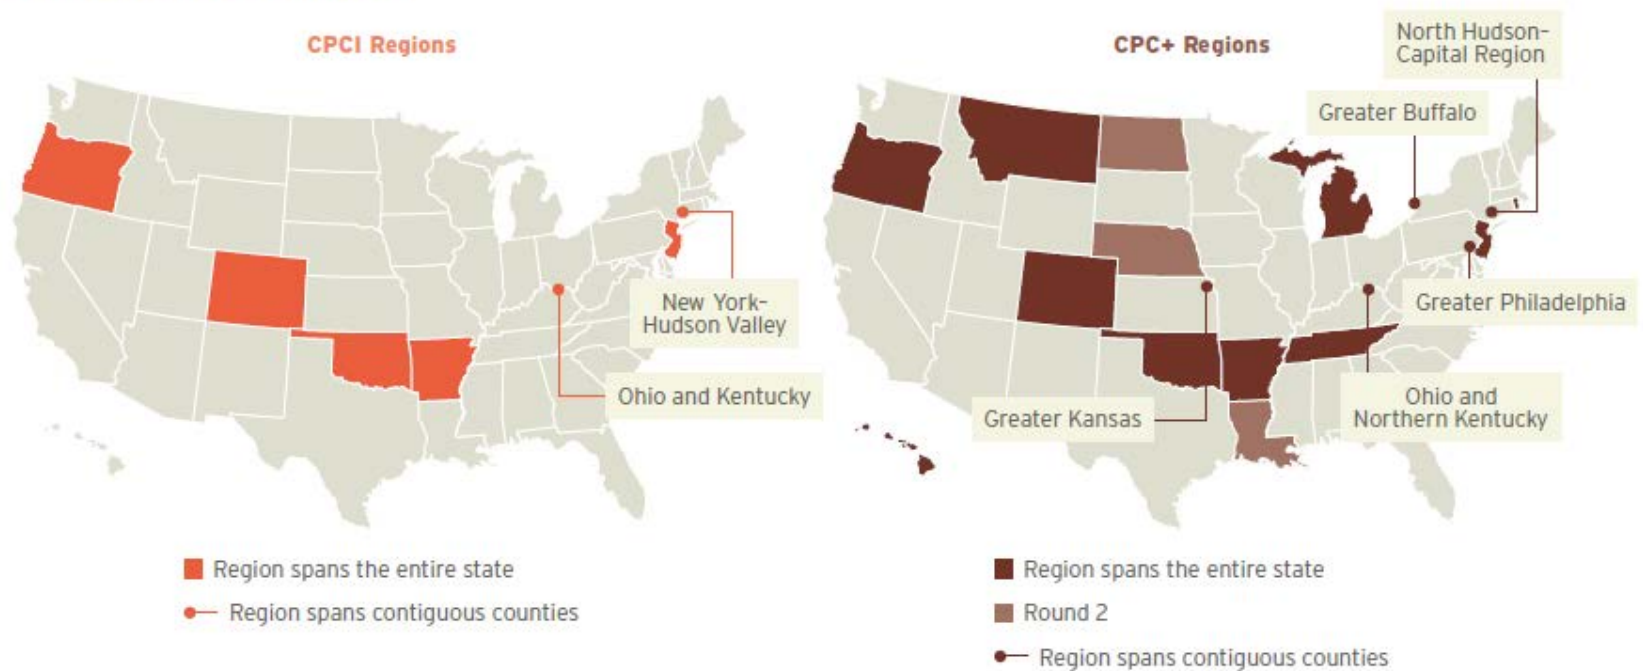 CPCI Regions
New York-
Hudson Valley
Ohio and Kentucky
Region spans the entire state
Region spans contiguous counties
CPC+ Regions
North Hudson-
Capital Region
Greater Buffalo
Greater Philadelphia
Greater Kansas
Ohio and
Northern Kentucky
Region spans the entire state
Round 2
Region spans contiguous counties